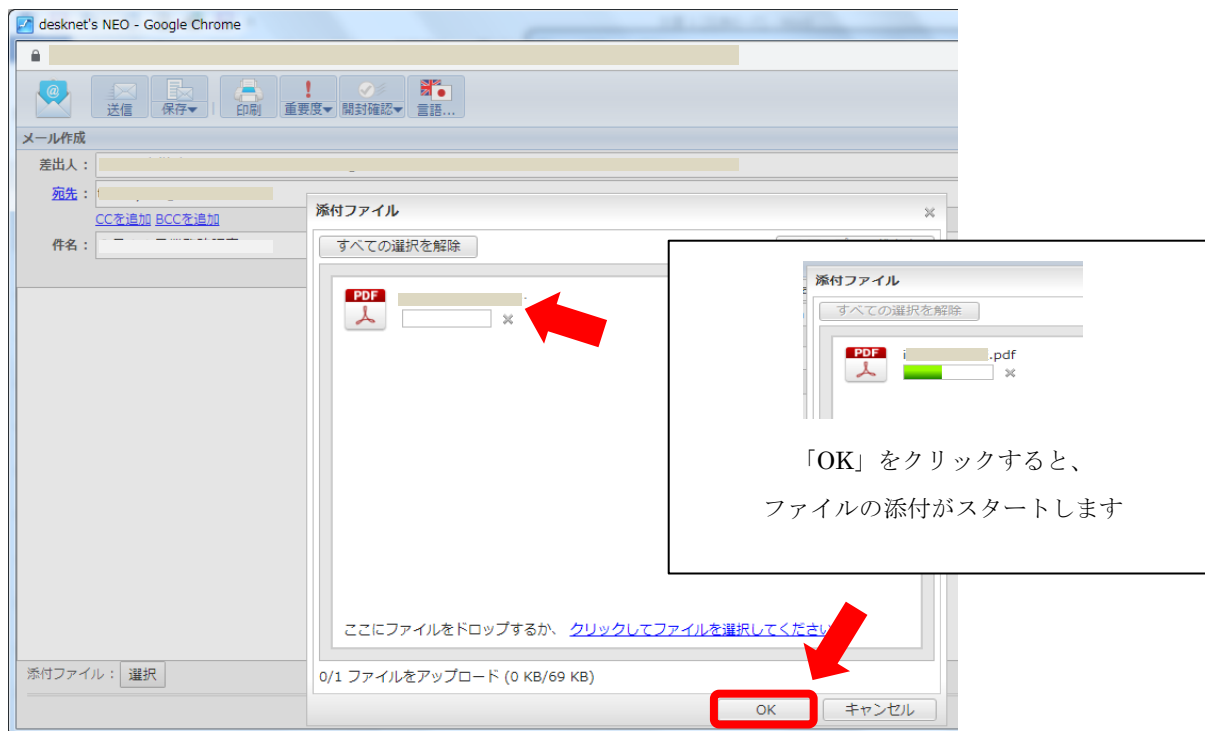 desknet's NEO - Google Chrome
送信 保存▼ 印刷 重要度▼ 開封確認▼ 言語...
メール作成
差出人：
宛先：
CCを追加 BCCを追加
件名：
添付ファイル
すべての選択を解除
PDF
ここにファイルをドロップするか、 クリックしてファイルを選択してください
0/1 ファイルをアップロード (0 KB/69 KB)
OK キャンセル
添付ファイル： 選択
添付ファイル
すべての選択を解除
PDF
.pdf
「OK」をクリックすると、
ファイルの添付がスタートします